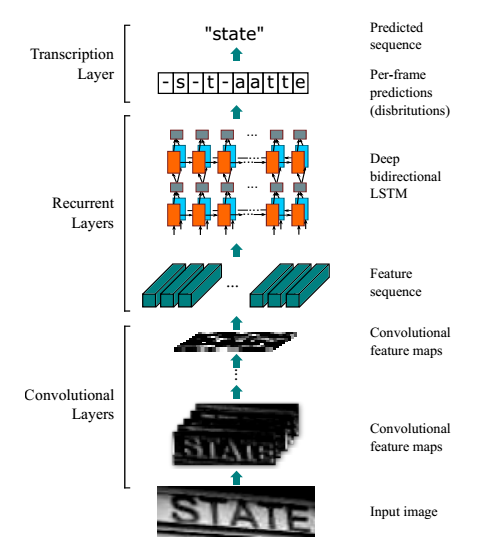 "state"
Predicted
sequence
Transcription
Layer
-s-t-aatte
Per-frame
predictions
(disbritutions)
Deep
bidirectional
LSTM
Recurrent
Layers
Feature
sequence
Convolutional
feature maps
Convolutional
Layers
STATE
Convolutional
feature maps
STATE
Input image